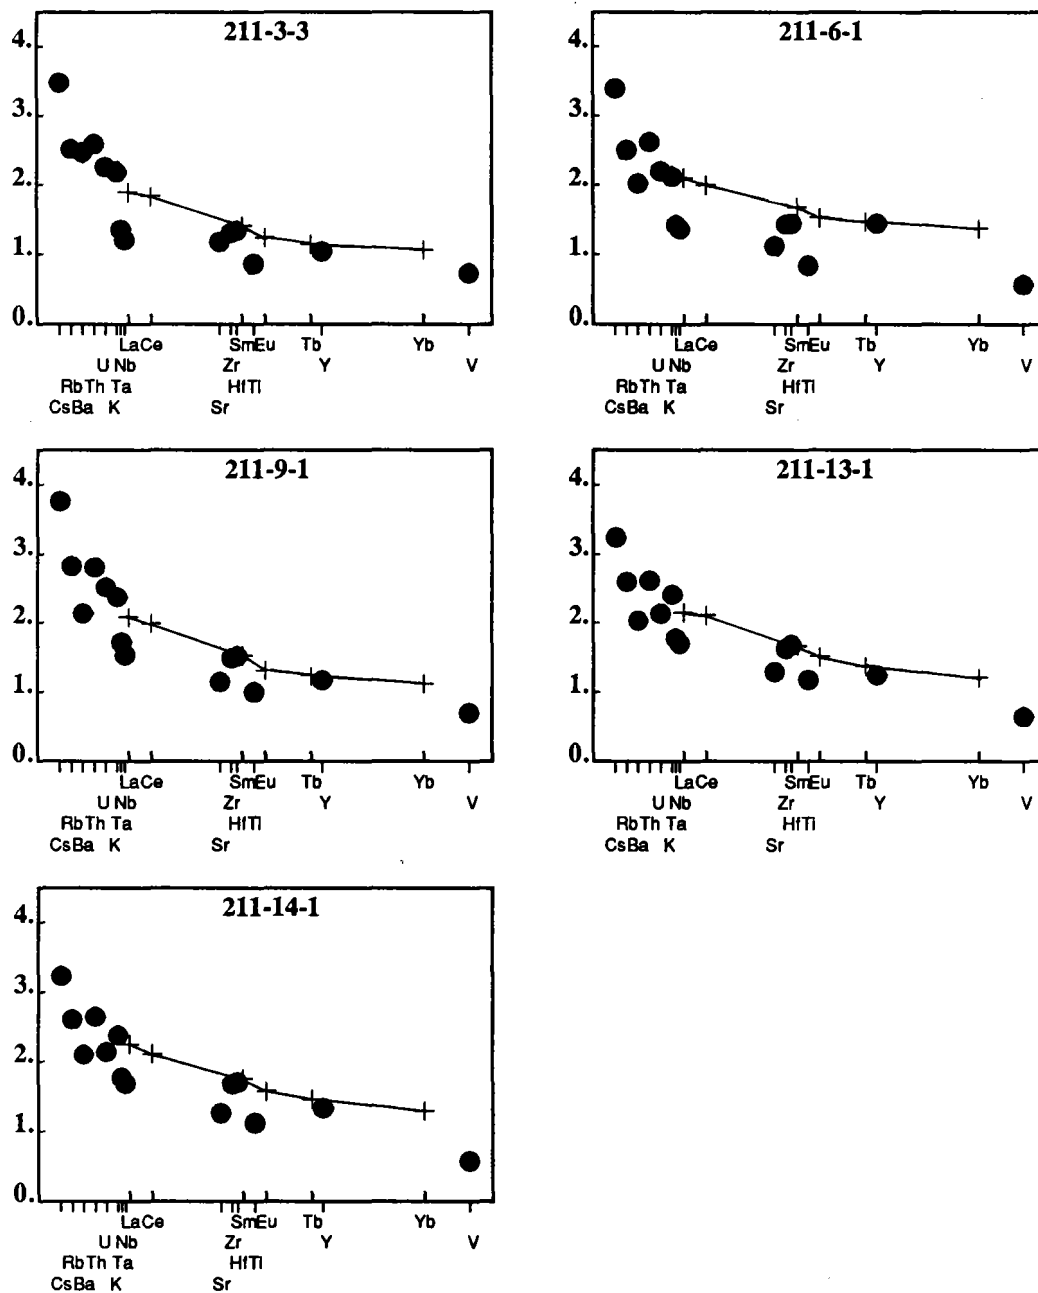 211-3-3
4.
3.
2.
1.
0.
LaCe SmEu Tb Yb
U Nb Zr Y V
RbTh Ta HfTi
CsBa K Sr
211-6-1
4.
3.
2.
1.
0.
LaCe SmEu Tb Yb
U Nb Zr Y V
RbTh Ta HfTi
CsBa K Sr
211-9-1
4.
3.
2.
1.
0.
LaCe SmEu Tb Yb
U Nb Zr Y V
RbTh Ta HfTi
CsBa K Sr
211-13-1
4.
3.
2.
1.
0.
LaCe SmEu Tb Yb
U Nb Zr Y V
RbTh Ta HfTi
CsBa K Sr
211-14-1
4.
3.
2.
1.
0.
LaCe SmEu Tb Yb
U Nb Zr Y V
RbTh Ta HfTi
CsBa K Sr